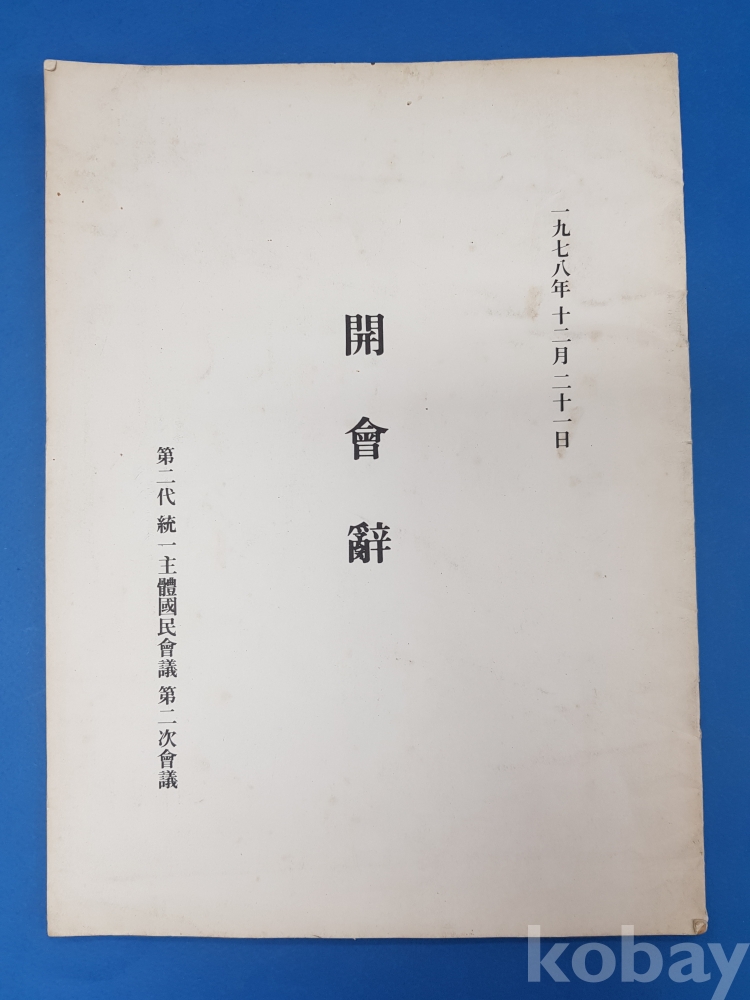 一九七八年 十二月 二十一日
開會辭
第二代 統一主體國民會議 第二次會議
kobay